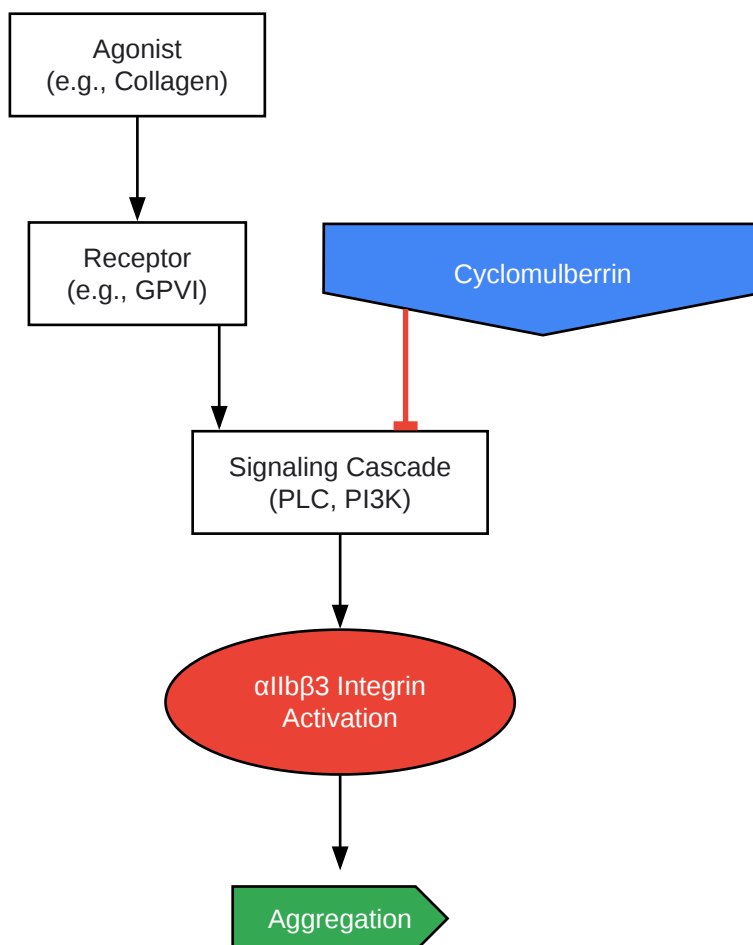 Agonist
(e.g., Collagen)
Receptor
(e.g., GPVI)
Cyclomulberrin
Signaling Cascade
(PLC, PI3K)
αIIbβ3 Integrin
Activation
Aggregation